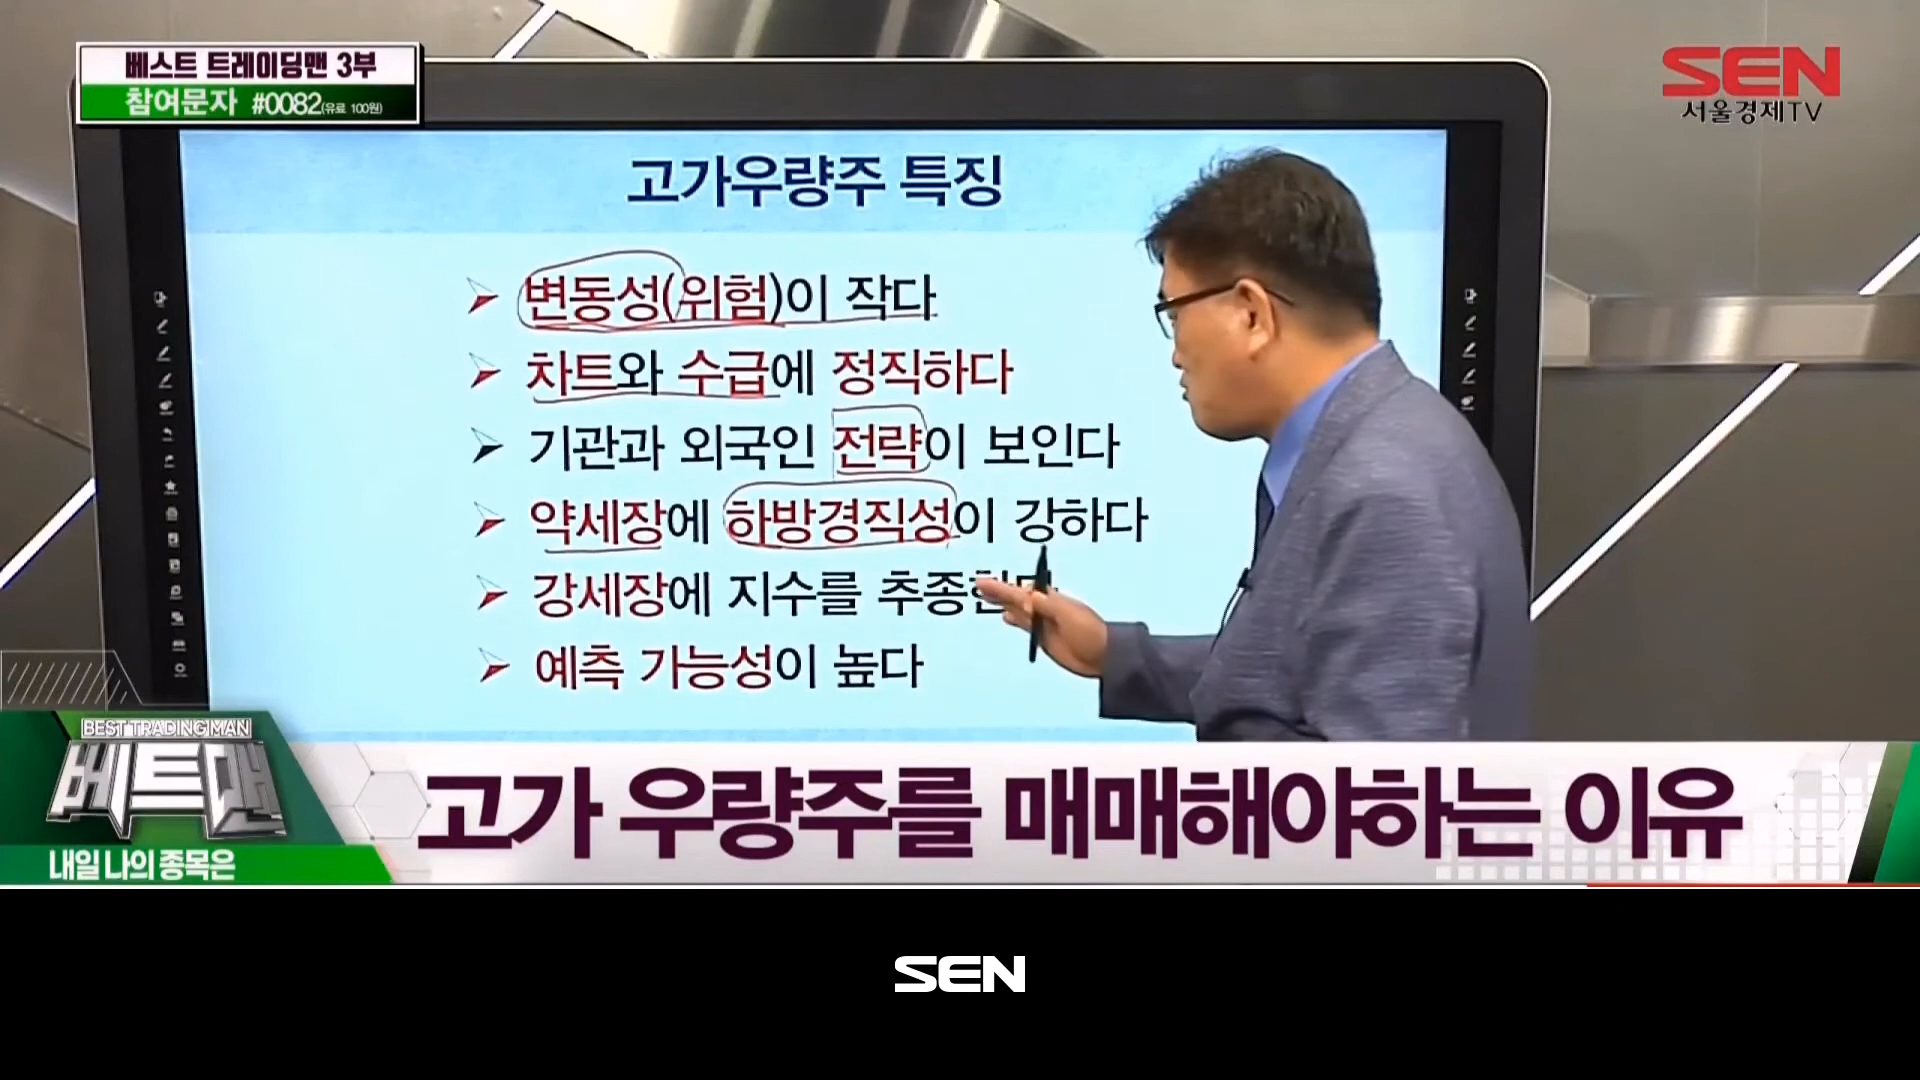 베스트 트레이딩맨 3부
참여문자 #0082(유료 100원)
SEN
서울경제TV
고가우량주 특징
변동성(위험)이 작다
차트와 수급에 정직하다
기관과 외국인 전략이 보인다
약세장에 하방경직성이 강하다
강세장에 지수를 추종한다
예측 가능성이 높다
BEST TRADING MAN
베트맨
내일 나의 종목은
고가 우량주를 매매해야하는 이유
SEN